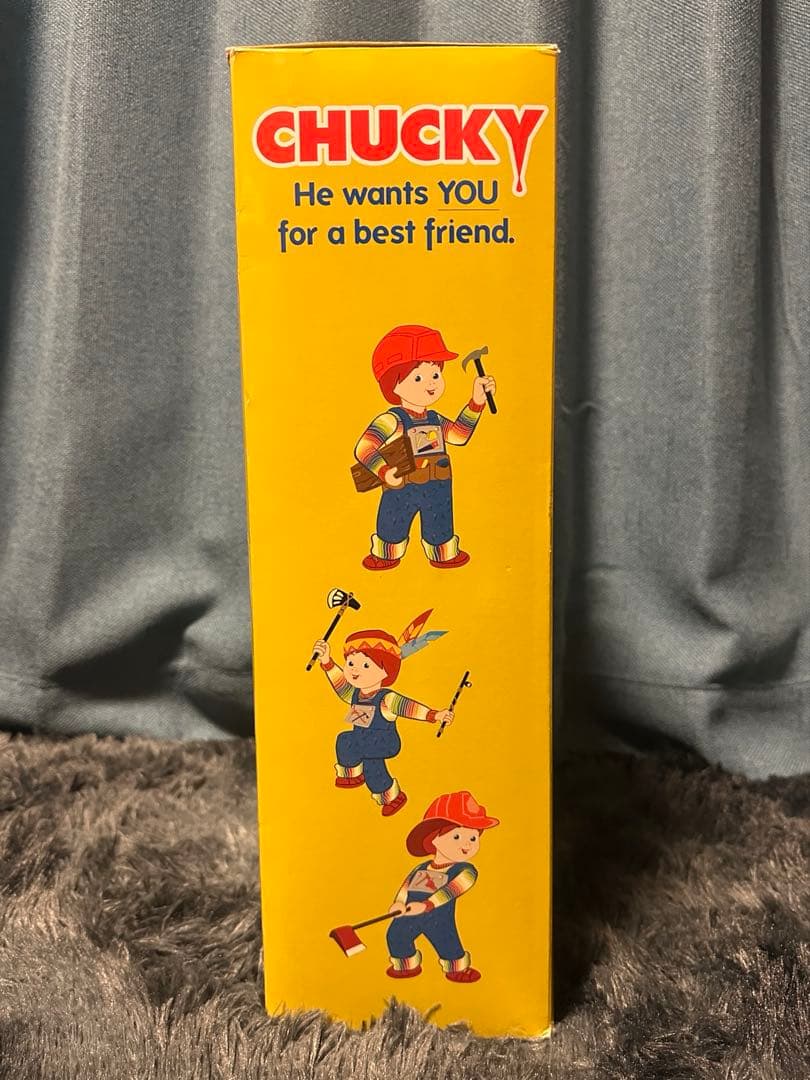 CHUCKY
He wants YOU
for a best friend.